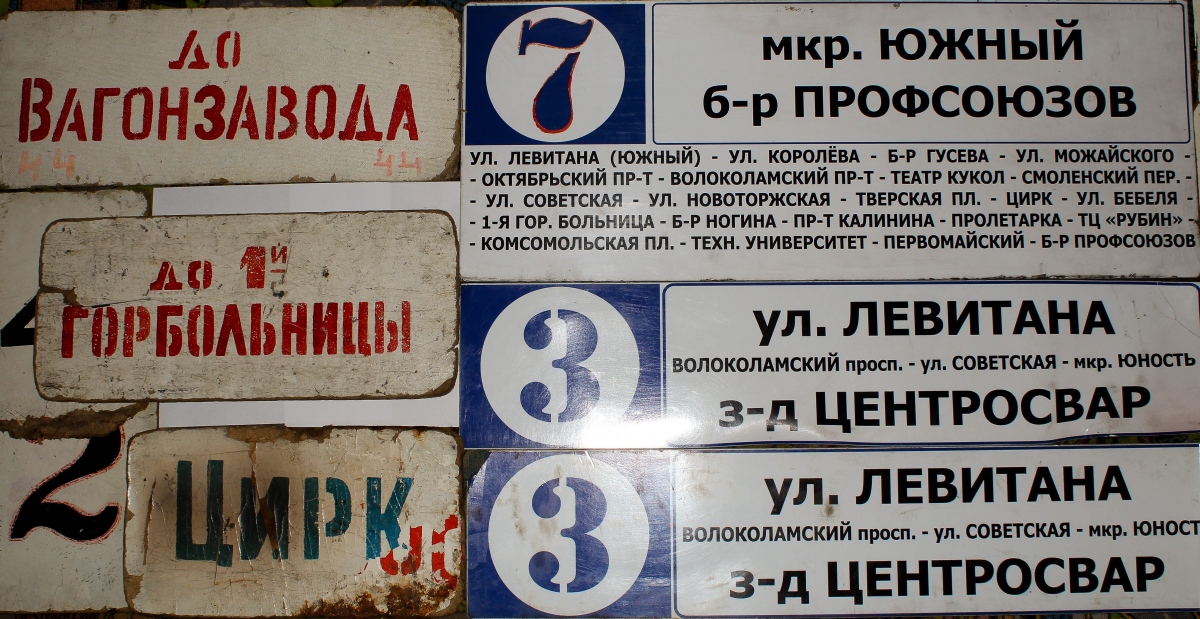 ДО
ВАГОНЗАВОДА
44 44
ДО 1Й
ГОРБОЛЬНИЦЫ
2
ЦИРК
7
мкр. ЮЖНЫЙ
б-р ПРОФСОЮЗОВ
УЛ. ЛЕВИТАНА (ЮЖНЫЙ) - УЛ. КОРОЛЁВА - Б-Р ГУСЕВА - УЛ. МОЖАЙСКОГО -
- ОКТЯБРЬСКИЙ ПР-Т - ВОЛОКОЛАМСКИЙ ПР-Т - ТЕАТР КУКОЛ - СМОЛЕНСКИЙ ПЕР. -
- УЛ. СОВЕТСКАЯ - УЛ. НОВОТОРЖСКАЯ - ТВЕРСКАЯ ПЛ. - ЦИРК - УЛ. БЕБЕЛЯ -
- 1-Я ГОР. БОЛЬНИЦА - Б-Р НОГИНА - ПР-Т КАЛИНИНА - ПРОЛЕТАРКА - ТЦ «РУБИН» -
- КОМСОМОЛЬСКАЯ ПЛ. - ТЕХН. УНИВЕРСИТЕТ - ПЕРВОМАЙСКИЙ - Б-Р ПРОФСОЮЗОВ
3
ул. ЛЕВИТАНА
ВОЛОКОЛАМСКИЙ просп. - ул. СОВЕТСКАЯ - мкр. ЮНОСТЬ
з-д ЦЕНТРОСВАР
3
ул. ЛЕВИТАНА
ВОЛОКОЛАМСКИЙ просп. - ул. СОВЕТСКАЯ - мкр. ЮНОСТ
з-д ЦЕНТРОСВАР